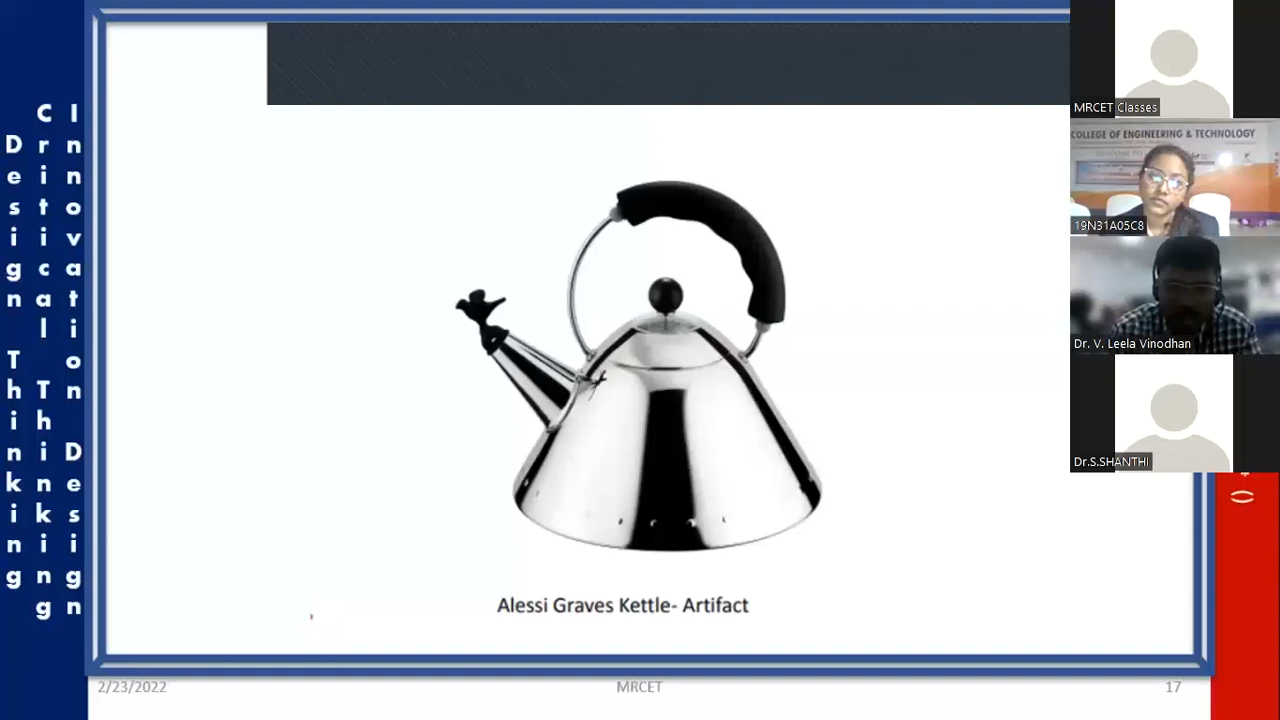 Design Thinking
Critical Thinking
Innovation Design
Alessi Graves Kettle- Artifact
2/23/2022
MRCET
17
MRCET Classes
COLLEGE OF ENGINEERING & TECHNOLOGY
19N31A05C8
Dr. V. Leela Vinodhan
Dr.S.SHANTHI